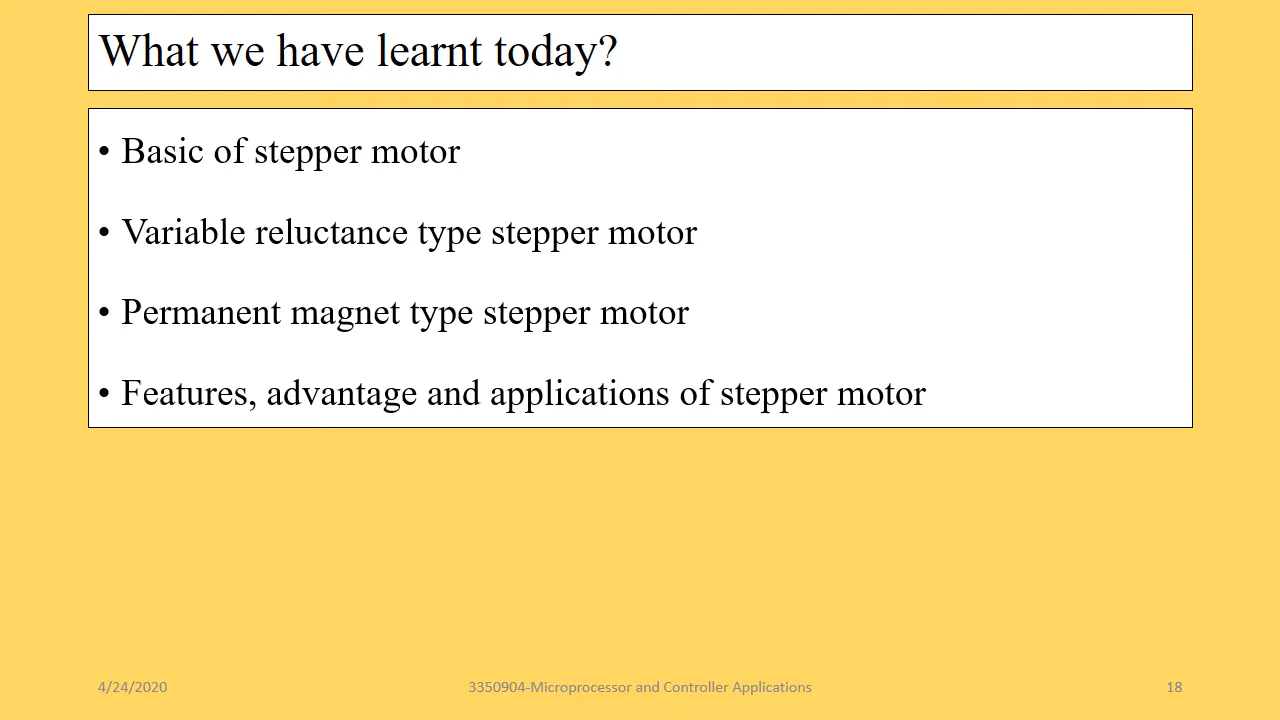 What we have learnt today?
• Basic of stepper motor
• Variable reluctance type stepper motor
• Permanent magnet type stepper motor
• Features, advantage and applications of stepper motor
4/24/2020
3350904-Microprocessor and Controller Applications
18